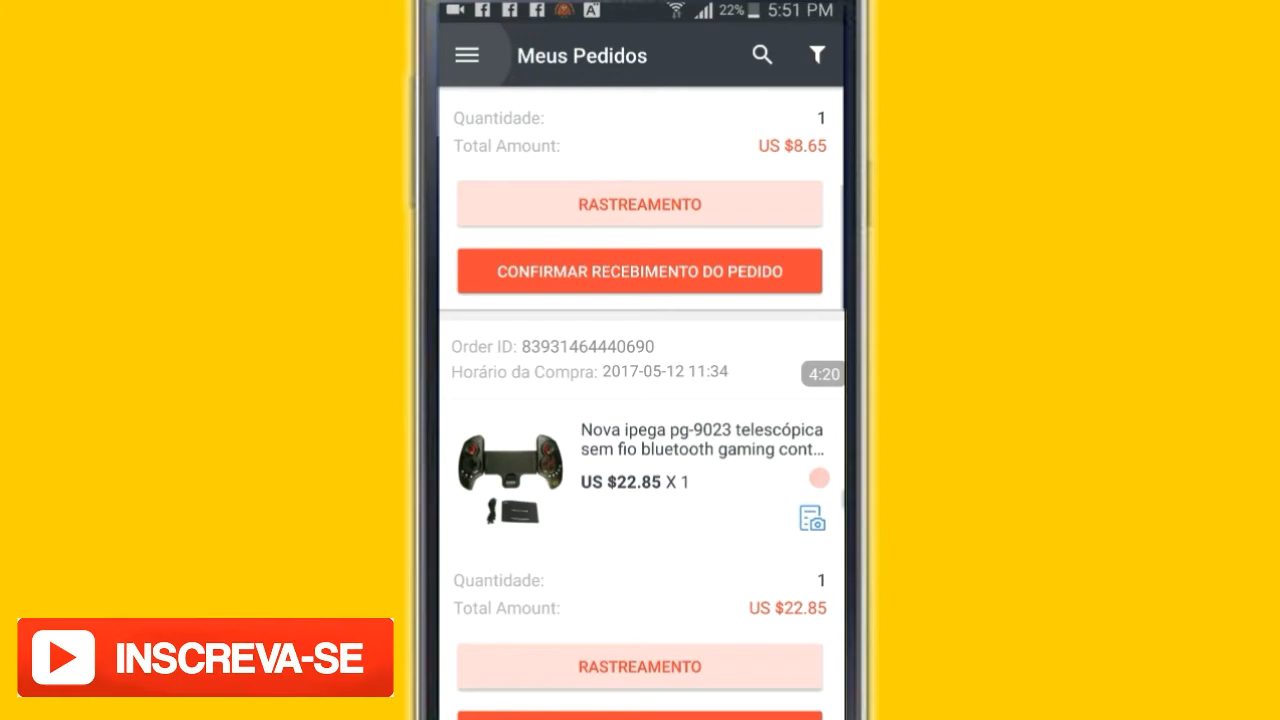 22% 5:51 PM
Meus Pedidos
Quantidade: 1
Total Amount: US $8.65
RASTREAMENTO
CONFIRMAR RECEBIMENTO DO PEDIDO
Order ID: 83931464440690
Horário da Compra: 2017-05-12 11:34
4:20
Nova ipega pg-9023 telescópica
sem fio bluetooth gaming cont...
US $22.85 X 1
Quantidade: 1
Total Amount: US $22.85
RASTREAMENTO
INSCREVA-SE